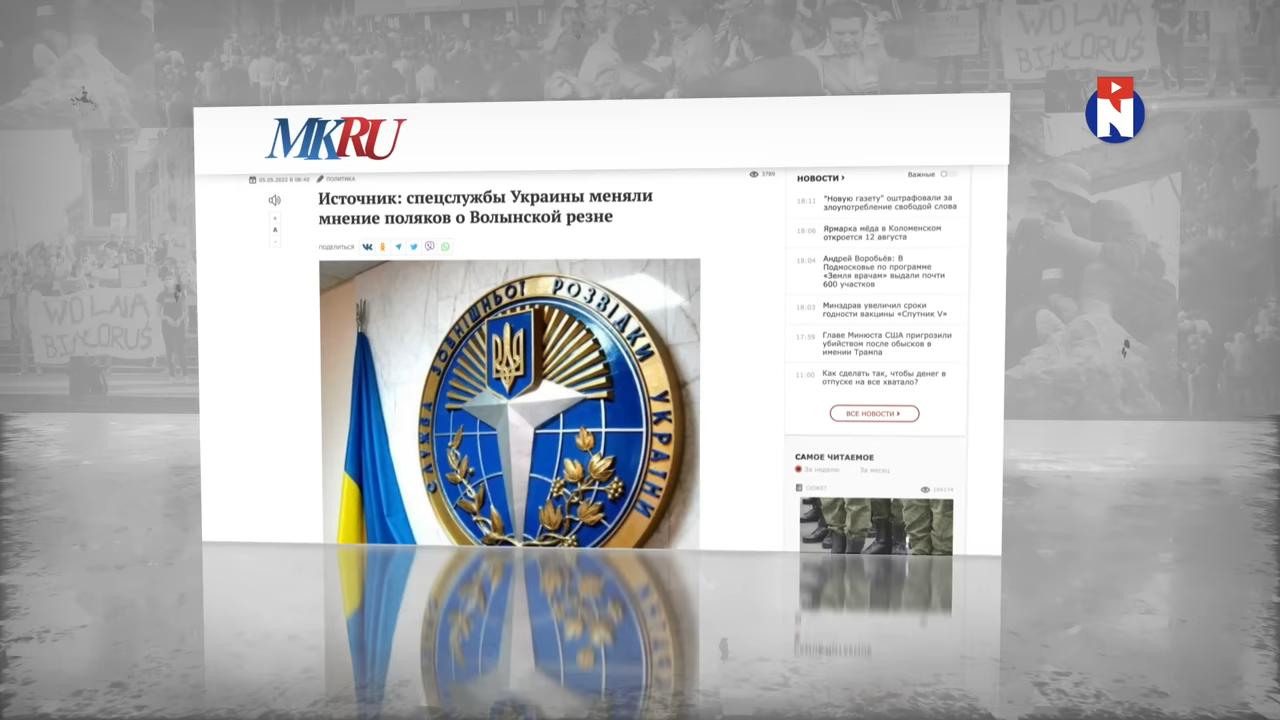 WOLNA
BIAŁORUŚ
MKRU
N
05.05.2022 В 08:40 ПОЛИТИКА
3789
Источник: спецслужбы Украины меняли
мнение поляков о Волынской резне
+
A
-
ПОДЕЛИТЬСЯ
СЛУЖБА ЗОВНІШНЬОЇ РОЗВІДКИ УКРАЇНИ
НОВОСТИ
Важные
18:11 "Новую газету" оштрафовали за
злоупотребление свободой слова
18:06 Ярмарка мёда в Коломенском
откроется 12 августа
18:04 Андрей Воробьёв: В
Подмосковье по программе
«Земля врачам» выдали почти
600 участков
18:03 Минздрав увеличил сроки
годности вакцины «Спутник V»
17:59 Главе Минюста США пригрозили
убийством после обысков в
имении Трампа
11:00 Как сделать так, чтобы денег в
отпуске на все хватало?
ВСЕ НОВОСТИ
САМОЕ ЧИТАЕМОЕ
За неделю За месяц
СЮЖЕТ